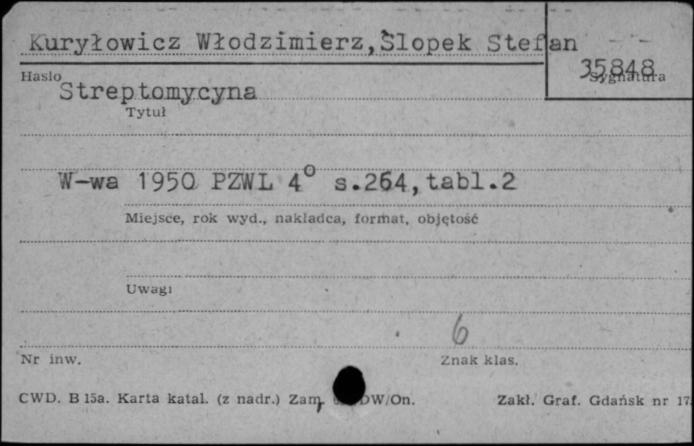 Kuryłowicz Włodzimierz, Ślopek Stefan
35848
Hasło
Sygnatura
Streptomycyna
Tytuł
W-wa 1950 PZWL 4° s.264,tabl.2
Miejsce, rok wyd., nakładca, format, objętość
Uwagi
6
Nr inw.
Znak klas.
CWD. B 15a. Karta katal. (z nadr.) Zam. DW/On.
Zakł. Graf. Gdańsk nr 17